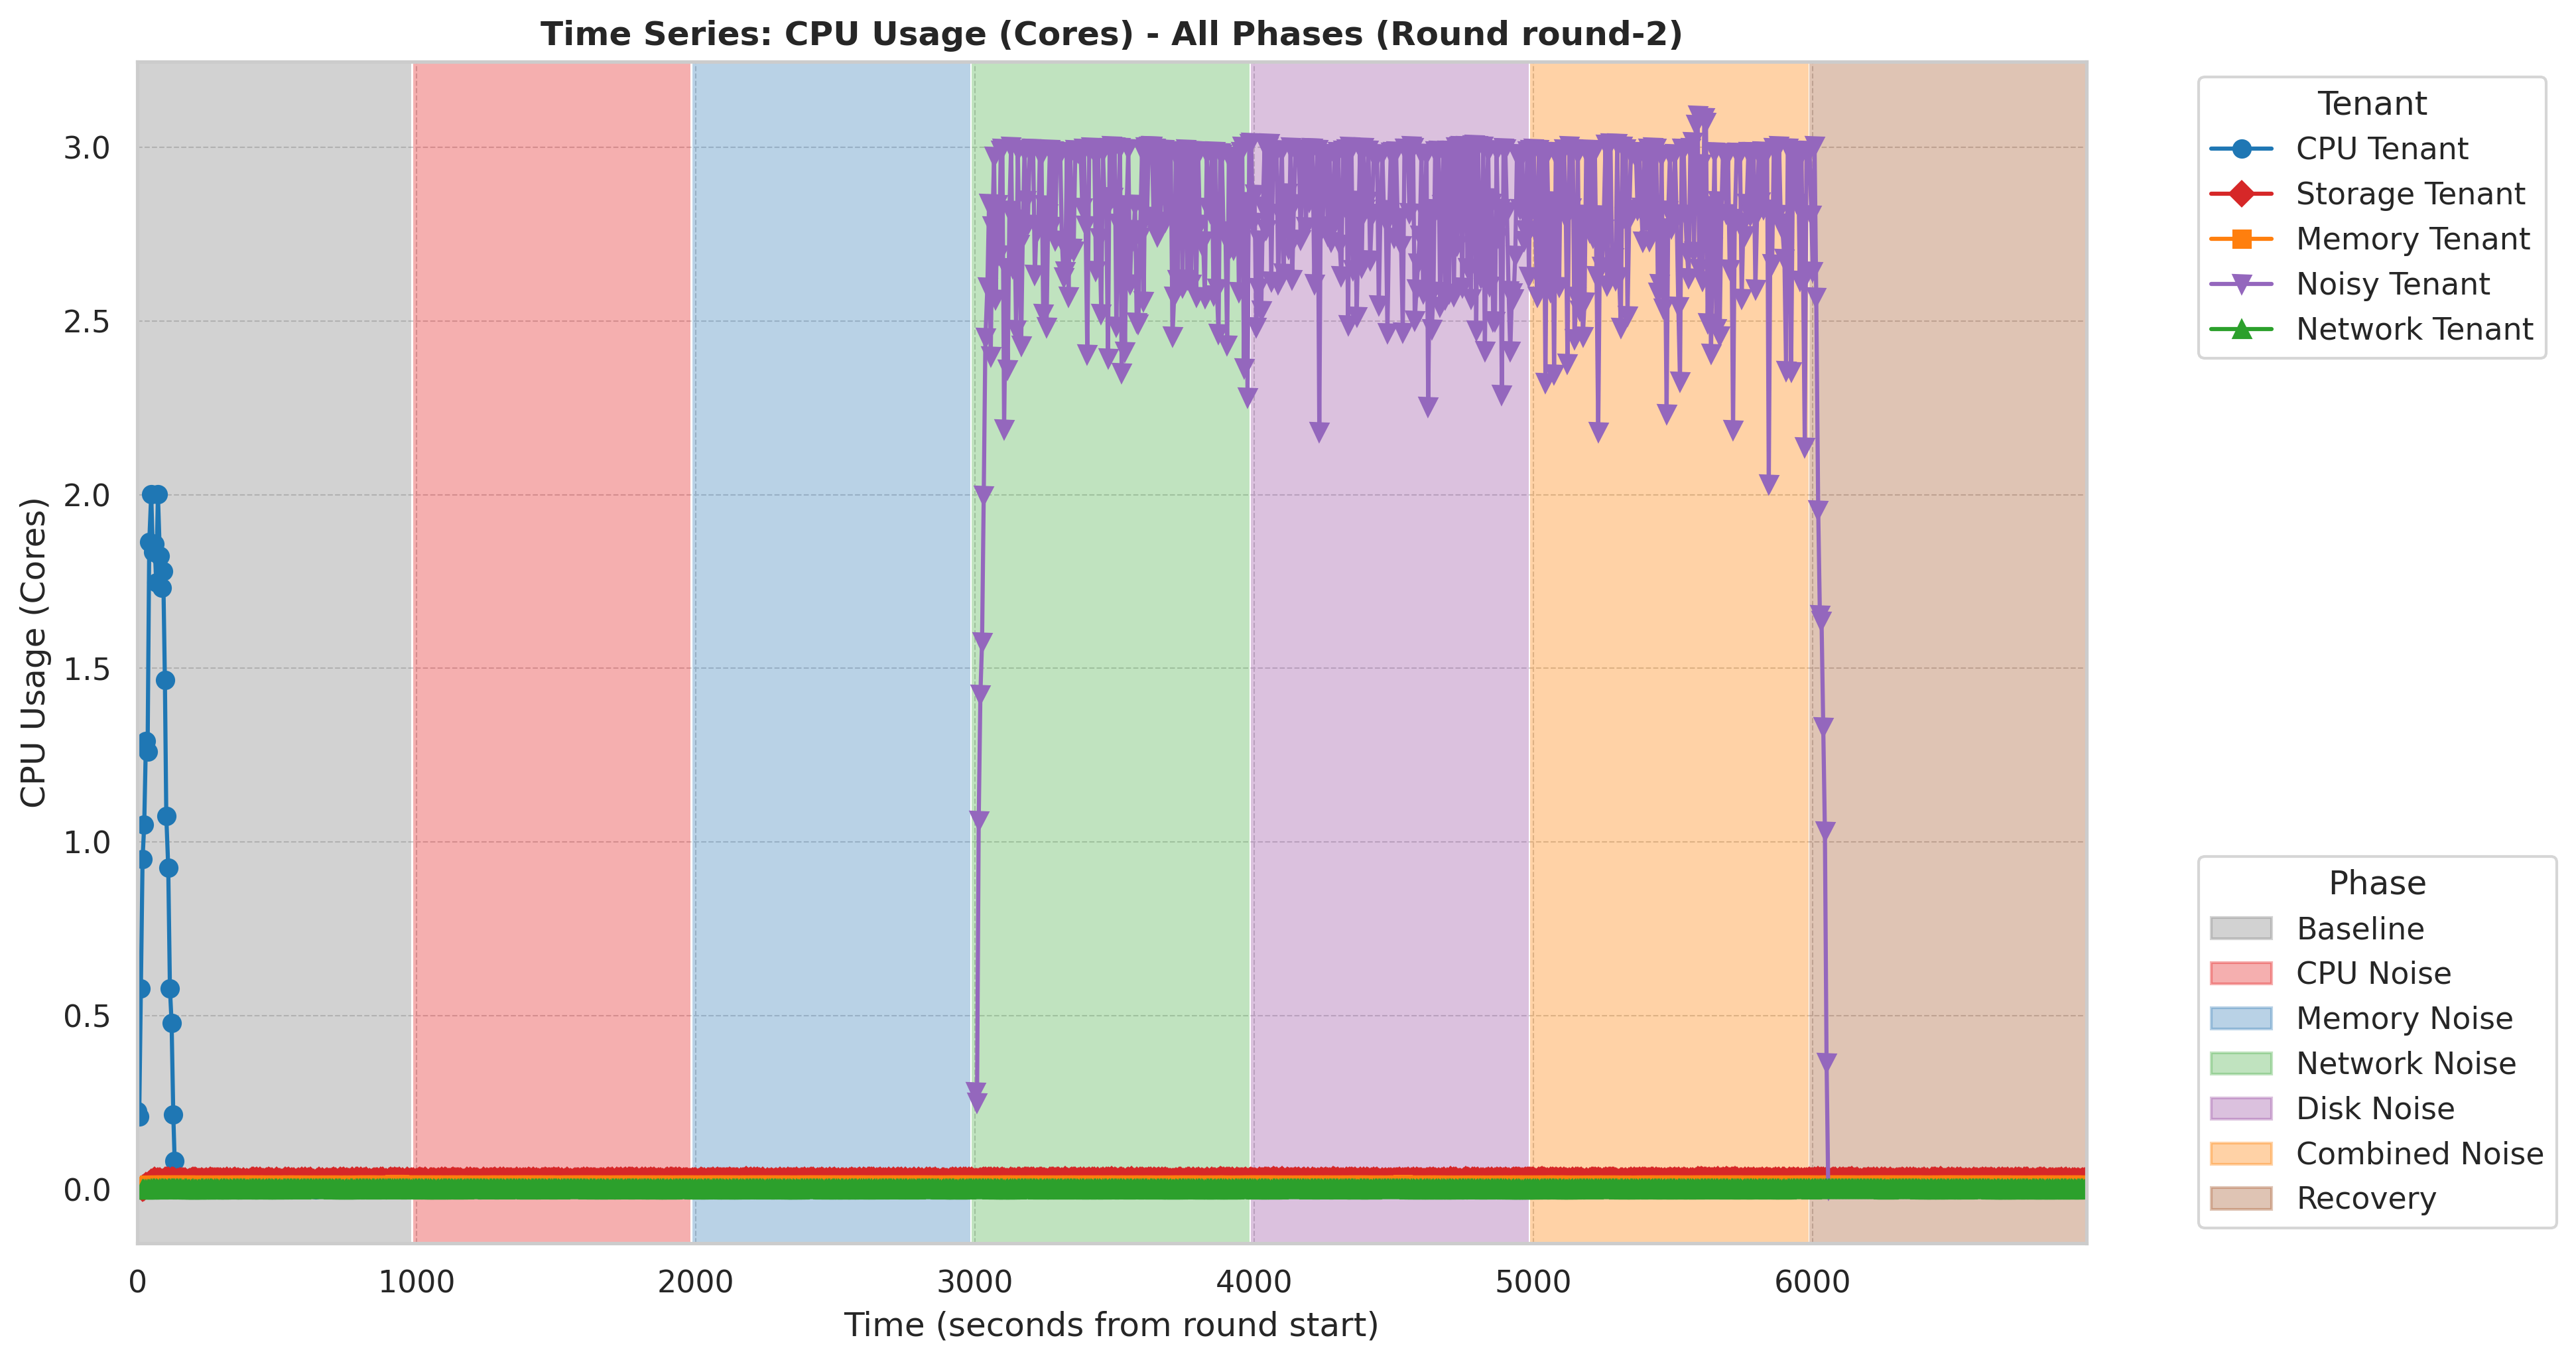 Time Series: CPU Usage (Cores) - All Phases (Round round-2)
CPU Usage (Cores)
3.0
2.5
2.0
1.5
1.0
0.5
0.0
0
1000
2000
3000
4000
5000
6000
Time (seconds from round start)
Tenant
CPU Tenant
Storage Tenant
Memory Tenant
Noisy Tenant
Network Tenant
Phase
Baseline
CPU Noise
Memory Noise
Network Noise
Disk Noise
Combined Noise
Recovery